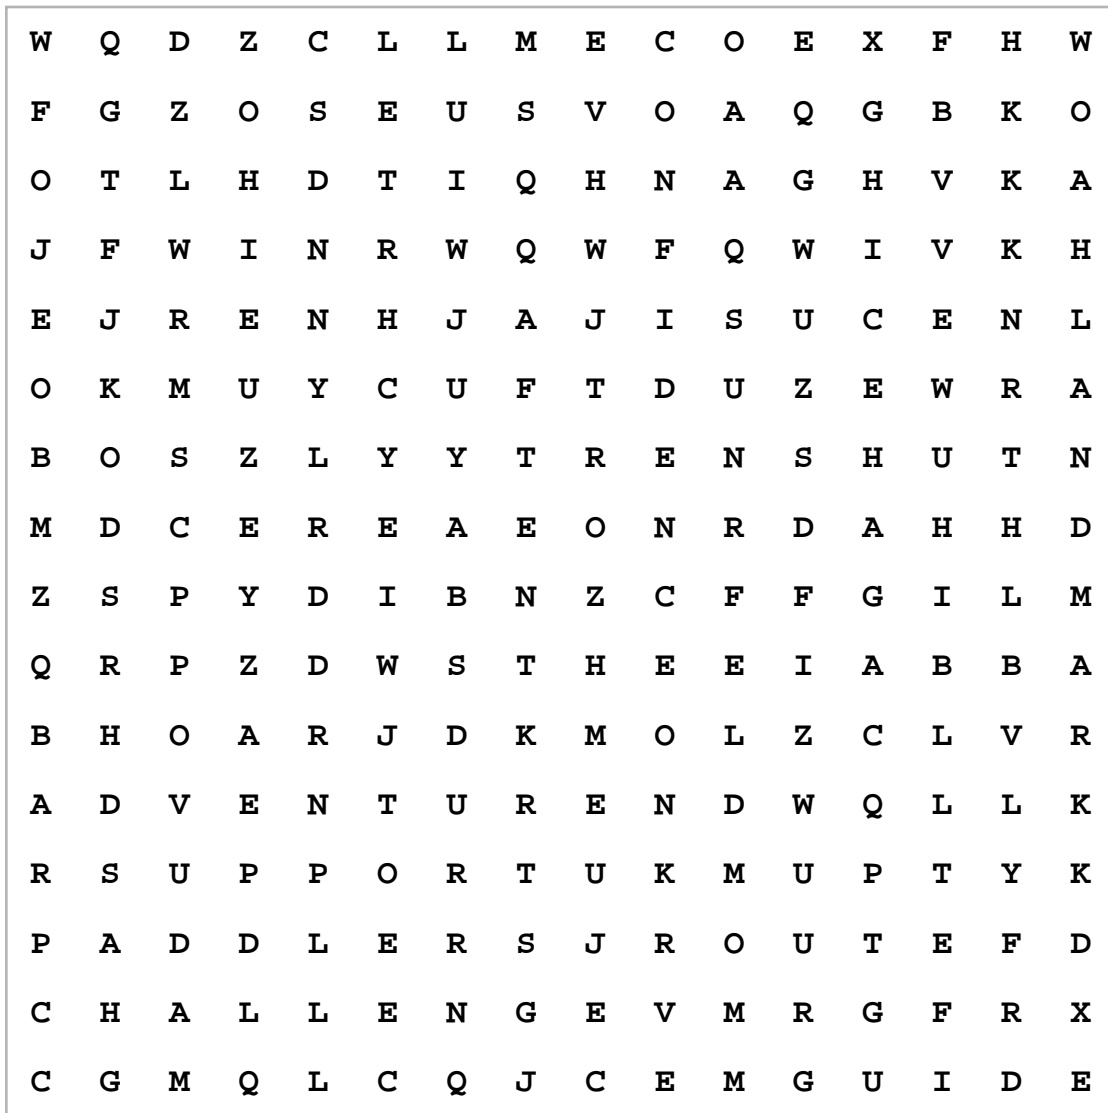 W Q D Z C L L M E C O E X F H W
F G Z O S E U S V O A Q G B K O
O T L H D T I Q H N A G H V K A
J F W I N R W Q W F Q W I V K H
E J R E N H J A J I S U C E N L
O K M U Y C U F T D U Z E W R A
B O S Z L Y Y T R E N S H U T N
M D C E R E A E O N R D A H H D
Z S P Y D I B N Z C F F G I L M
Q R P Z D W S T H E E I A B B A
B H O A R J D K M O L Z C L V R
A D V E N T U R E N D W Q L L K
R S U P P O R T U K M U P T Y K
P A D D L E R S J R O U T E F D
C H A L L E N G E V M R G F R X
C G M Q L C Q J C E M G U I D E